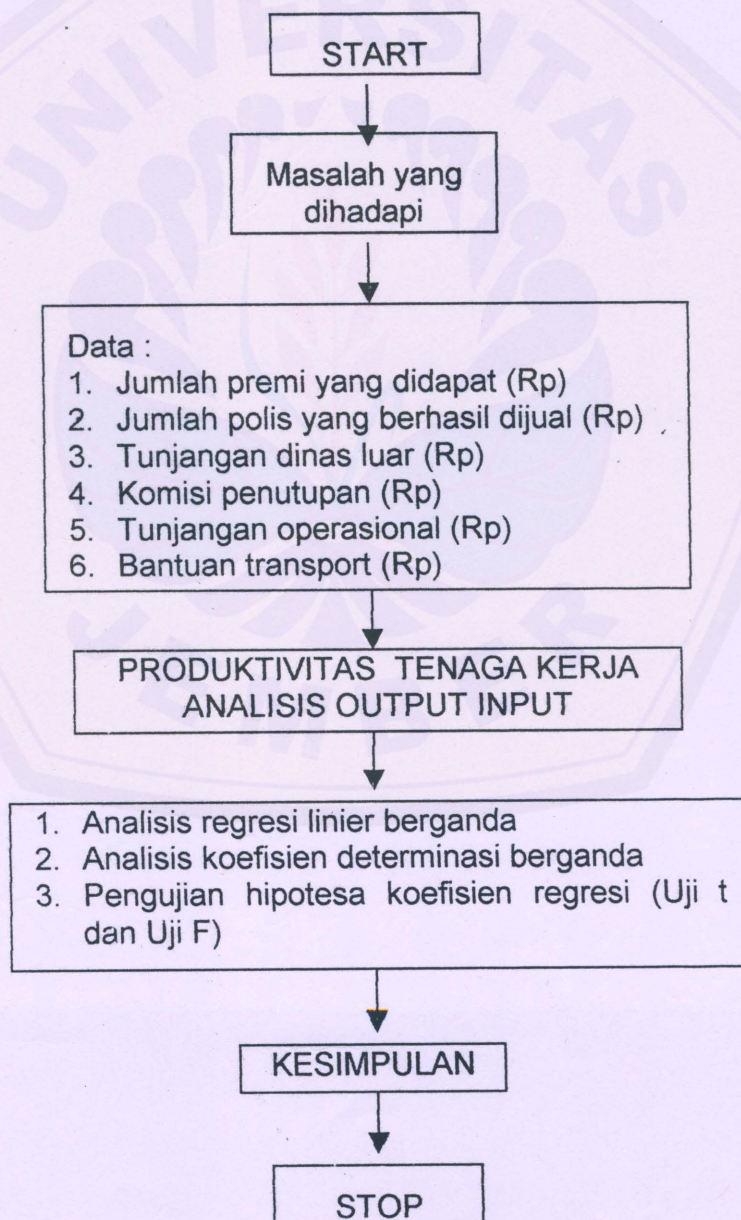 UNIVERSITAS
START
Masalah yang
dihadapi
Data :
1. Jumlah premi yang didapat (Rp)
2. Jumlah polis yang berhasil dijual (Rp)
3. Tunjangan dinas luar (Rp)
4. Komisi penutupan (Rp)
5. Tunjangan operasional (Rp)
6. Bantuan transport (Rp)
JEMBER
PRODUKTIVITAS TENAGA KERJA
ANALISIS OUTPUT INPUT
1. Analisis regresi linier berganda
2. Analisis koefisien determinasi berganda
3. Pengujian hipotesa koefisien regresi (Uji t
dan Uji F)
KESIMPULAN
STOP